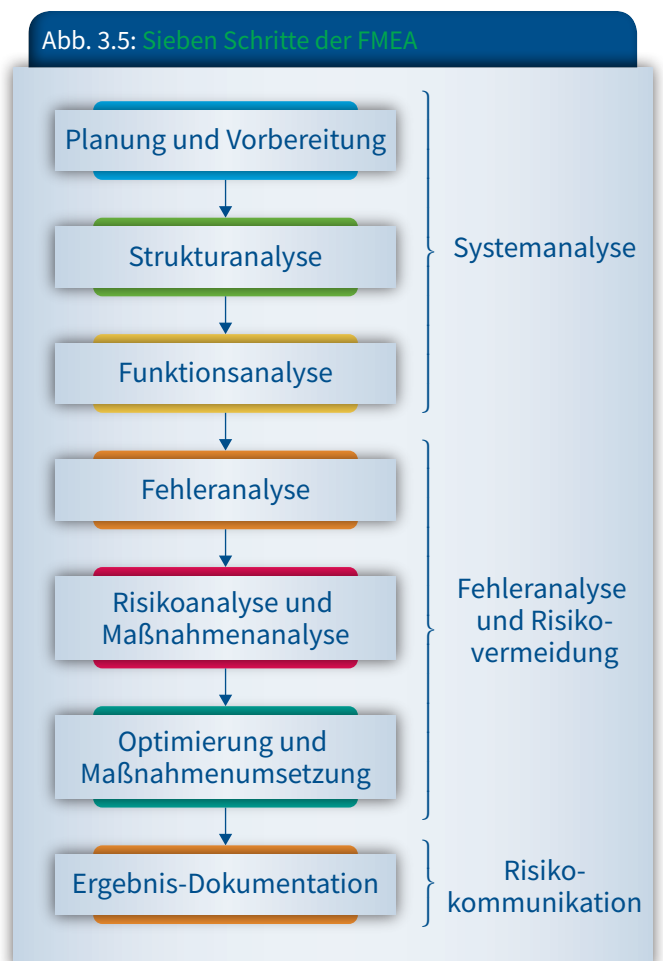 Abb. 3.5: Sieben Schritte der FMEA
Planung und Vorbereitung
Strukturanalyse
Funktionsanalyse
Systemanalyse
Fehleranalyse
Risikoanalyse und
Maßnahmenanalyse
Optimierung und
Maßnahmenumsetzung
Fehleranalyse
und Risiko-
vermeidung
Ergebnis-Dokumentation
Risiko-
kommunikation